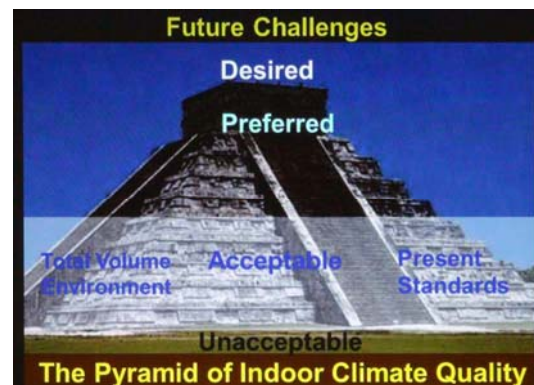 Future Challenges
Desired
Preferred
Total Volume
Environment
Acceptable
Present
Standards
Unacceptable
The Pyramid of Indoor Climate Quality